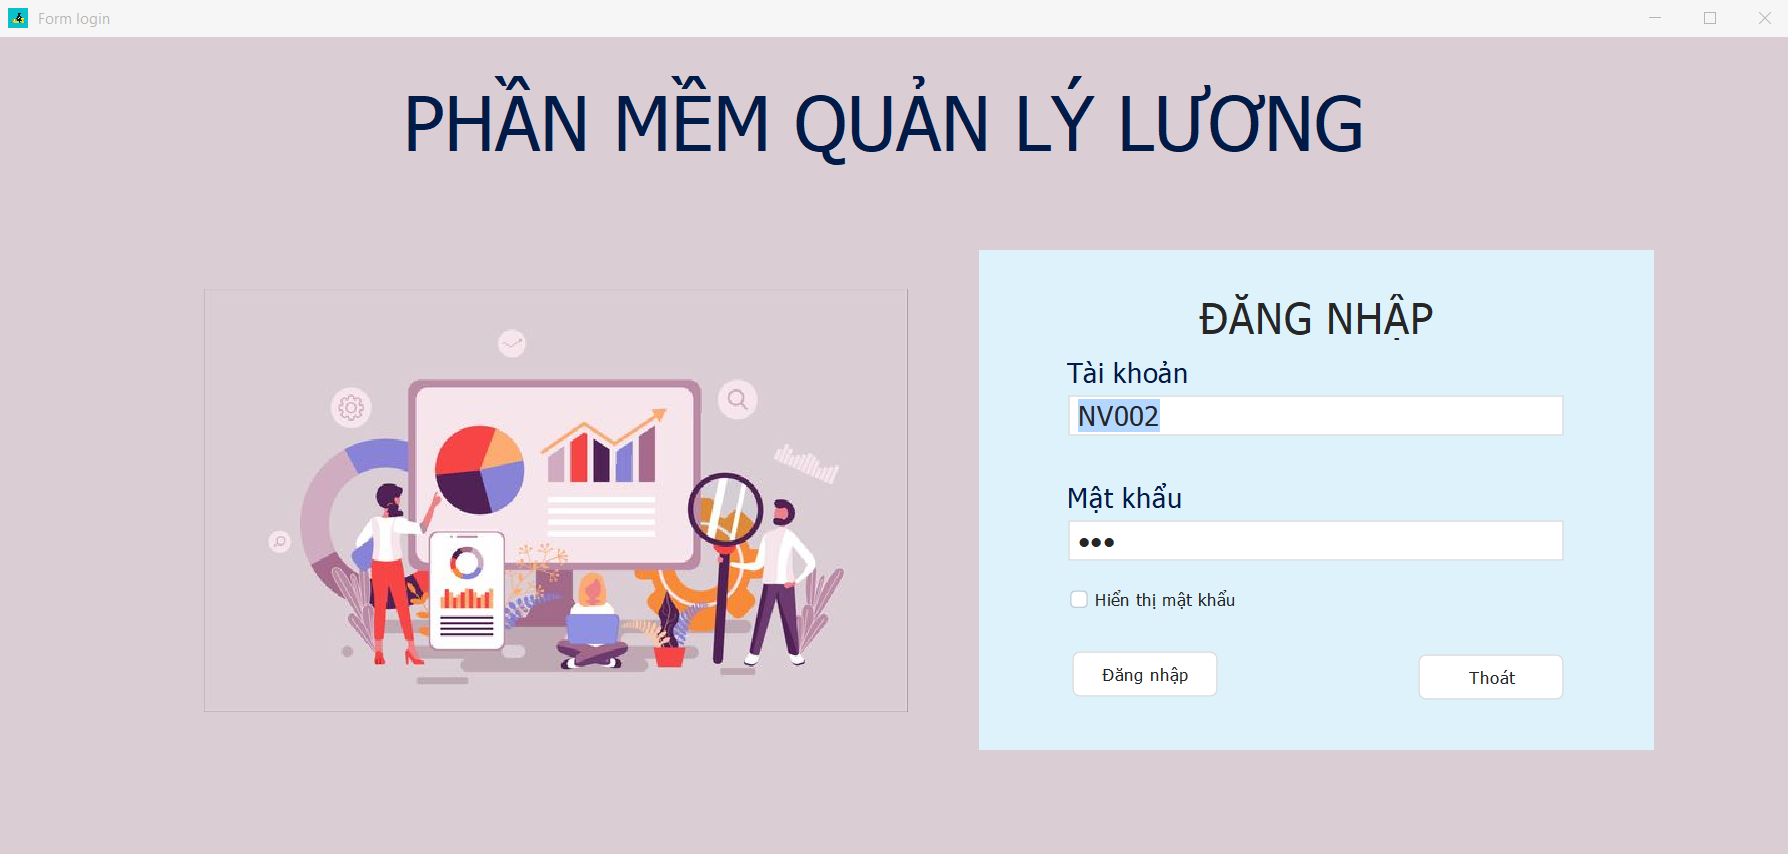 Form login
PHẦN MỀM QUẢN LÝ LƯƠNG
ĐĂNG NHẬP
Tài khoản
NV002
Mật khẩu
●●●
Hiển thị mật khẩu
Đăng nhập
Thoát